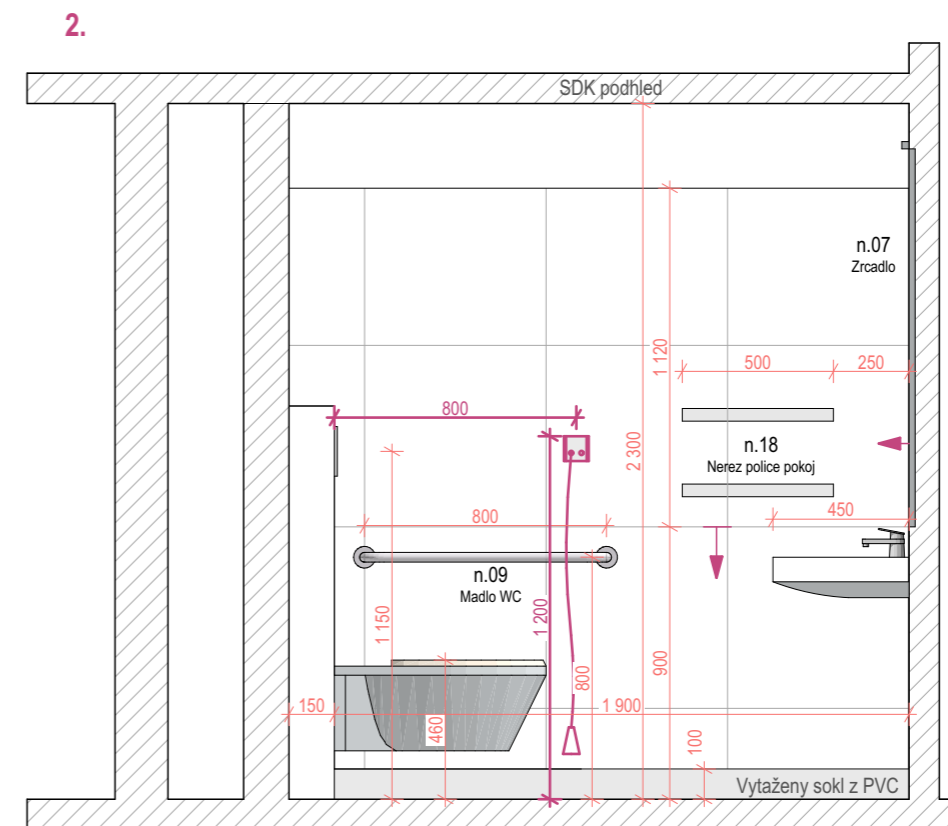 2.
SDK podhled
n.07
Zrcadlo
1 120
500
250
800
2 300
n.18
Nerez police pokoj
450
800
n.09
Madlo WC
1 150
1 200
800
900
150
460
1 900
100
Vytaženy sokl z PVC